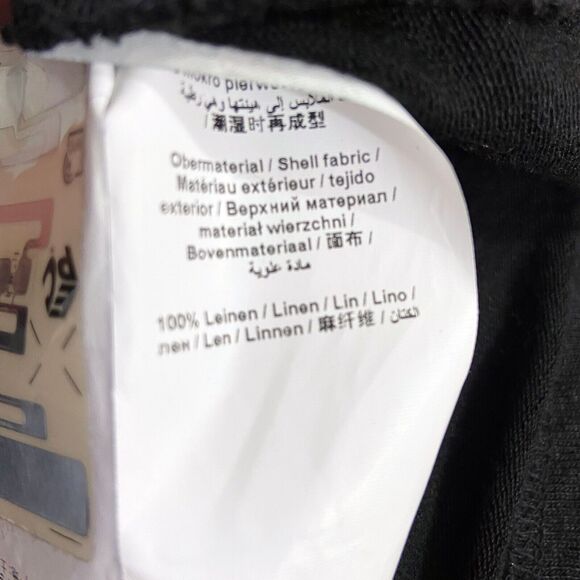 mokro pierw
الملابس إلى هيئتها وهي رطبة
/潮湿时再成型
Obermaterial / Shell fabric /
Matériau extérieur / tejido
exterior / Верхний материал /
materiał wierzchni /
Bovenmateriaal / 面布 /
مادة علوية
100% Leinen / Linen / Lin / Lino /
лен / Len / Linnen / 麻纤维 / الكتان